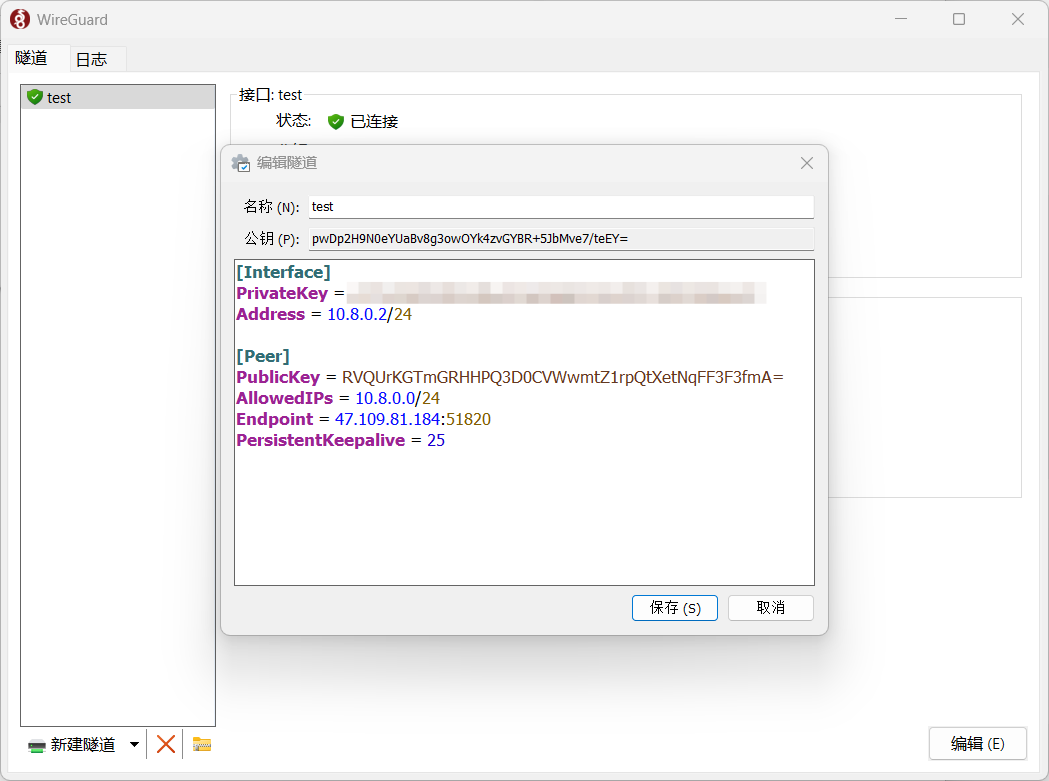 WireGuard
隧道
日志
test
接口: test
状态: 已连接
编辑隧道
名称 (N): test
公钥 (P): pwDp2H9N0eYUaBv8g3owOYk4zvGYBR+5JbMve7/teEY=
[Interface]
PrivateKey =
Address = 10.8.0.2/24
[Peer]
PublicKey = RVQUrKGTmGRHHPQ3D0CVWwmtZ1rpQtXetNqFF3F3fmA=
AllowedIPs = 10.8.0.0/24
Endpoint = 47.109.81.184:51820
PersistentKeepalive = 25
保存 (S)
取消
新建隧道
编辑 (E)